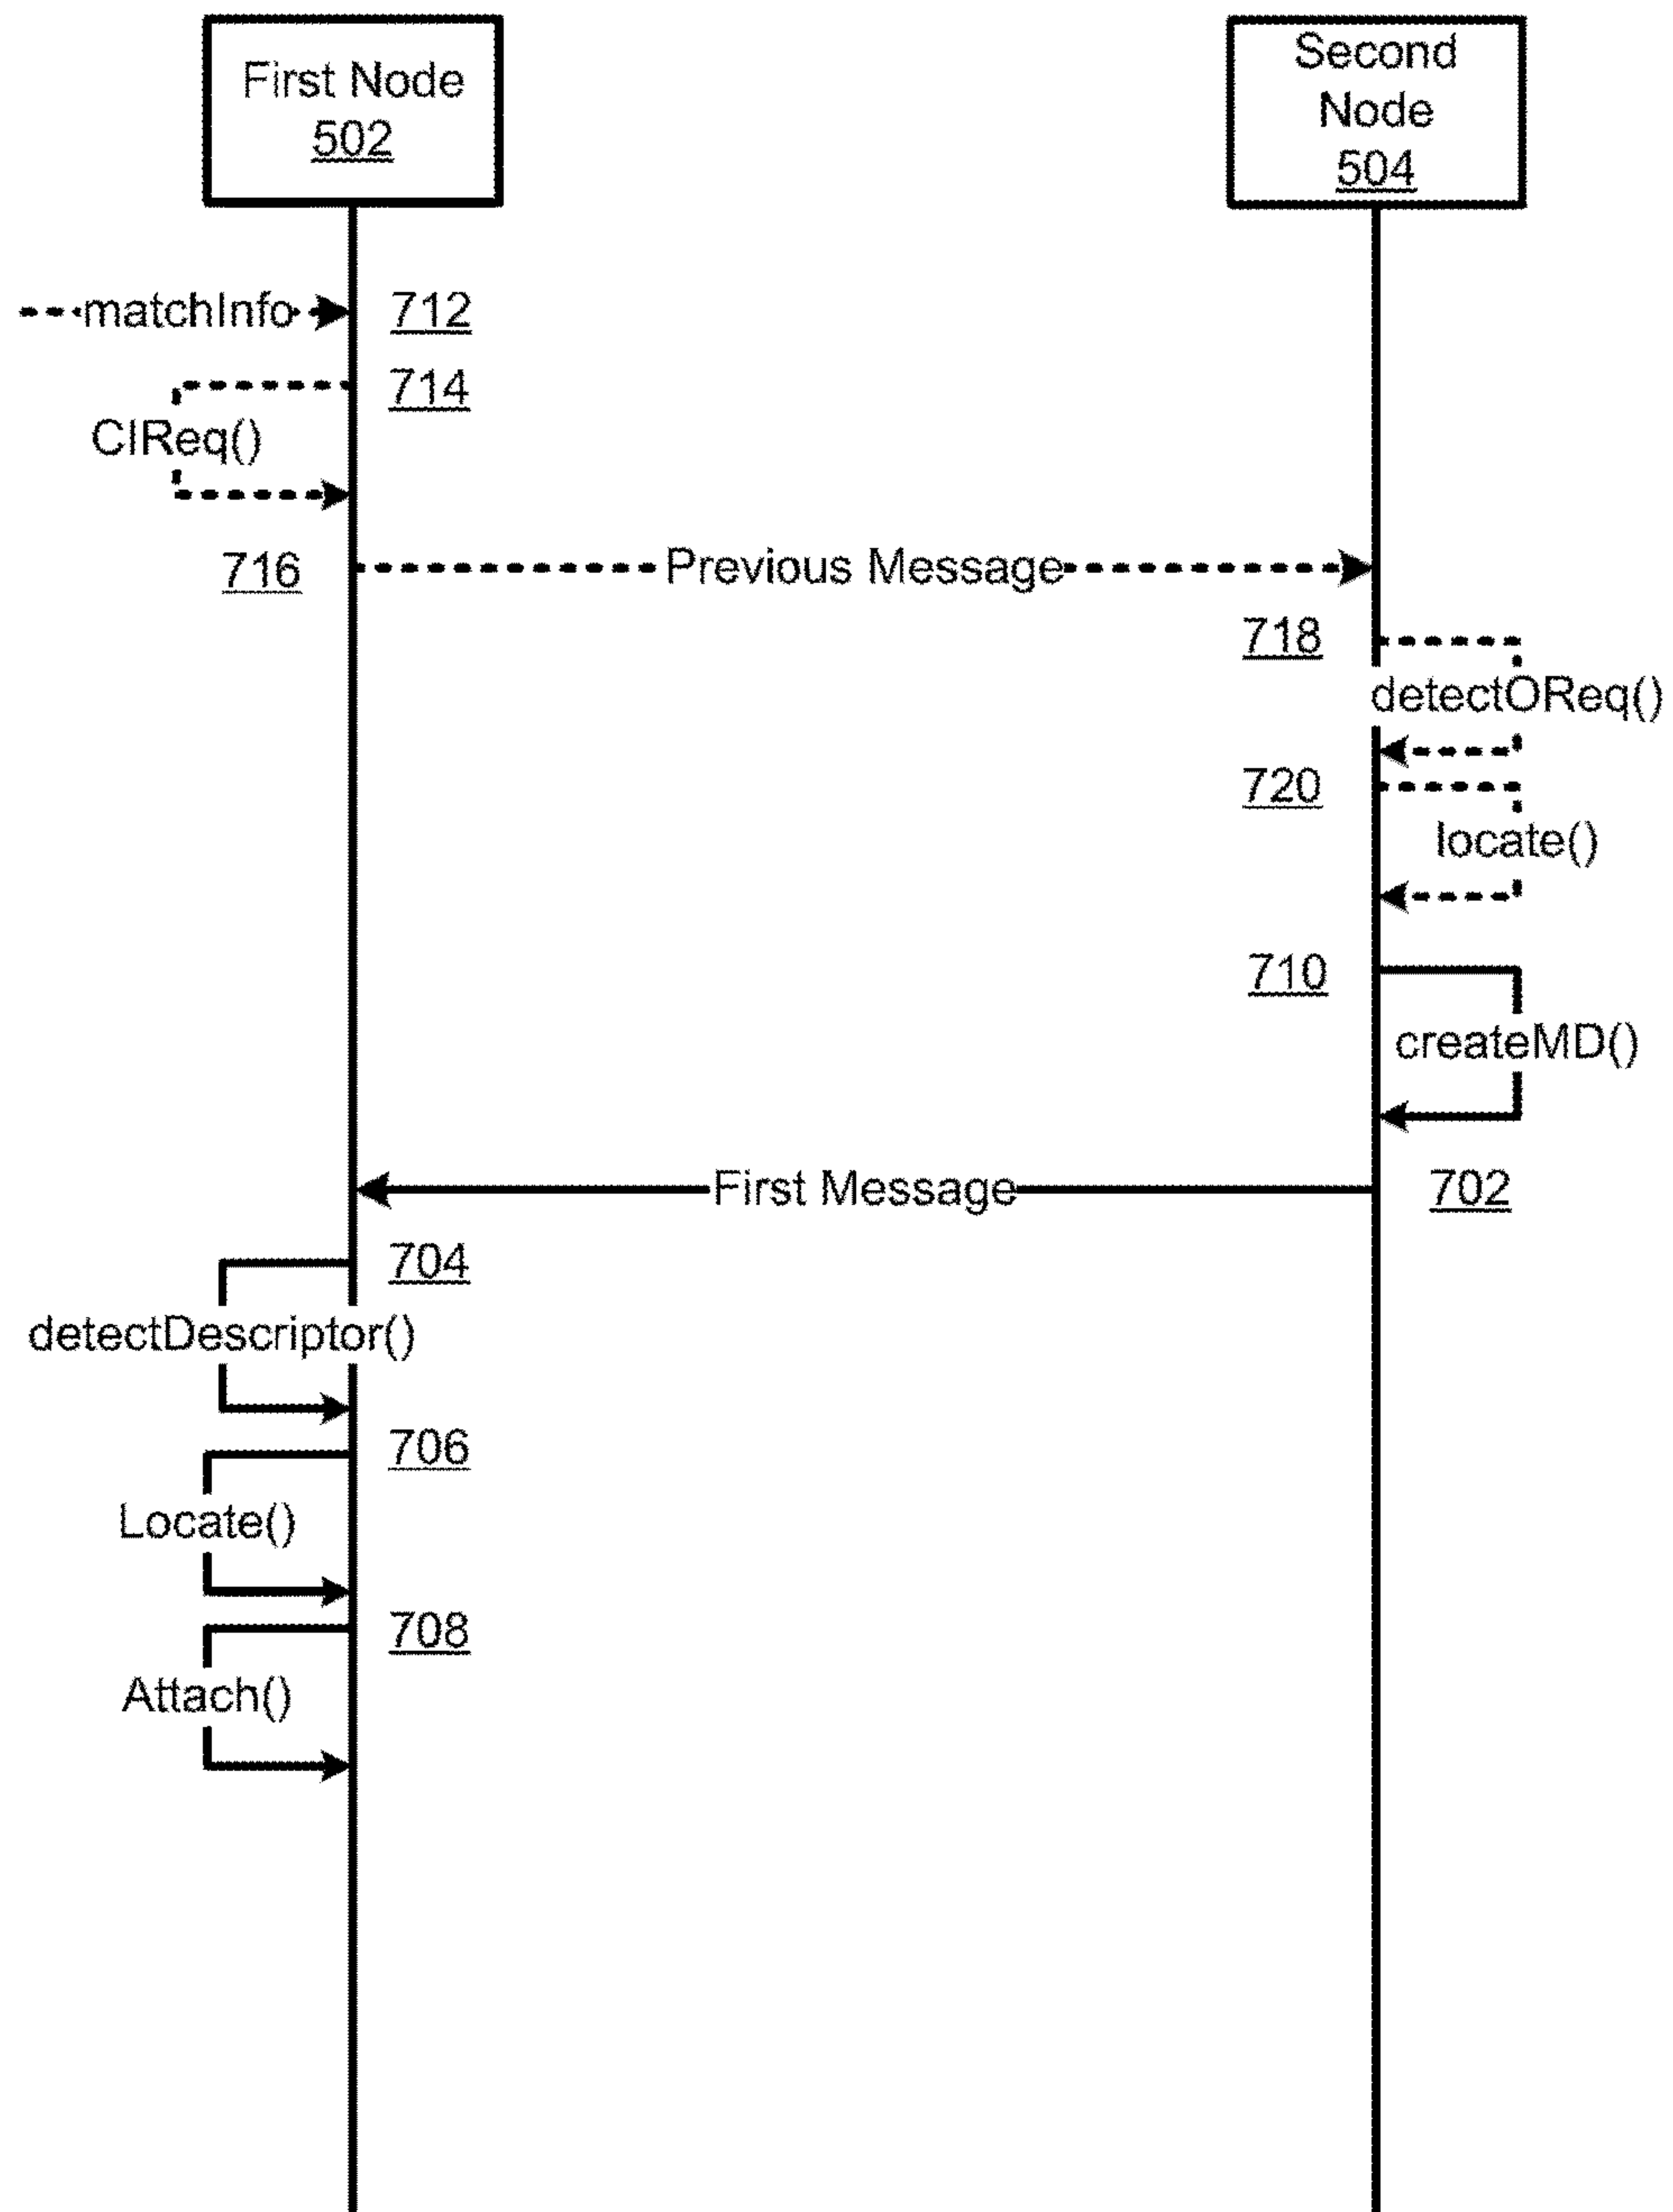 First Node
502
Second
Node
504
matchInfo
712
714
CIReq()
716
Previous Message
718
detectOReq()
720
locate()
710
createMD()
First Message
702
704
detectDescriptor()
706
Locate()
708
Attach()